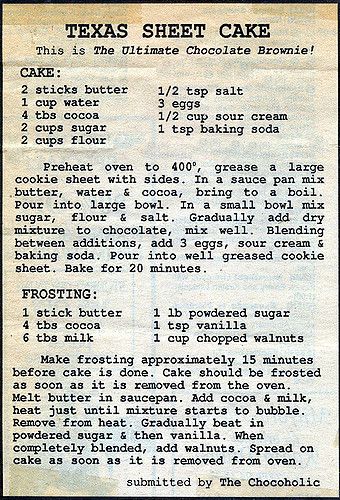 TEXAS SHEET CAKE
This is The Ultimate Chocolate Brownie!
CAKE:
2 sticks butter
1 cup water
4 tbs cocoa
2 cups sugar
2 cups flour
1/2 tsp salt
3 eggs
1/2 cup sour cream
1 tsp baking soda
Preheat oven to 400°, grease a large
cookie sheet with sides. In a sauce pan mix
butter, water & cocoa, bring to a boil.
Pour into large bowl. In a small bowl mix
sugar, flour & salt. Gradually add dry
mixture to chocolate, mix well. Blending
between additions, add 3 eggs, sour cream &
baking soda. Pour into well greased cookie
sheet. Bake for 20 minutes.
FROSTING:
1 stick butter
4 tbs cocoa
6 tbs milk
1 lb powdered sugar
1 tsp vanilla
1 cup chopped walnuts
Make frosting approximately 15 minutes
before cake is done. Cake should be frosted
as soon as it is removed from the oven.
Melt butter in saucepan. Add cocoa & milk,
heat just until mixture starts to bubble.
Remove from heat. Gradually beat in
powdered sugar & then vanilla. When
completely blended, add walnuts. Spread on
cake as soon as it is removed from oven.
submitted by The Chocoholic